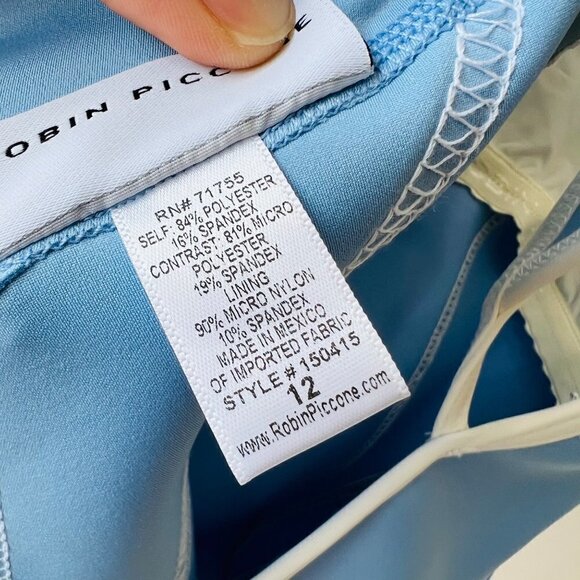 ROBIN PICCONE
RN# 71755
SELF: 84% POLYESTER
16% SPANDEX
CONTRAST: 81% MICRO
POLYESTER
19% SPANDEX
LINING
90% MICRO NYLON
10% SPANDEX
MADE IN MEXICO
OF IMPORTED FABRIC
STYLE # 150415
12
www.RobinPiccone.com